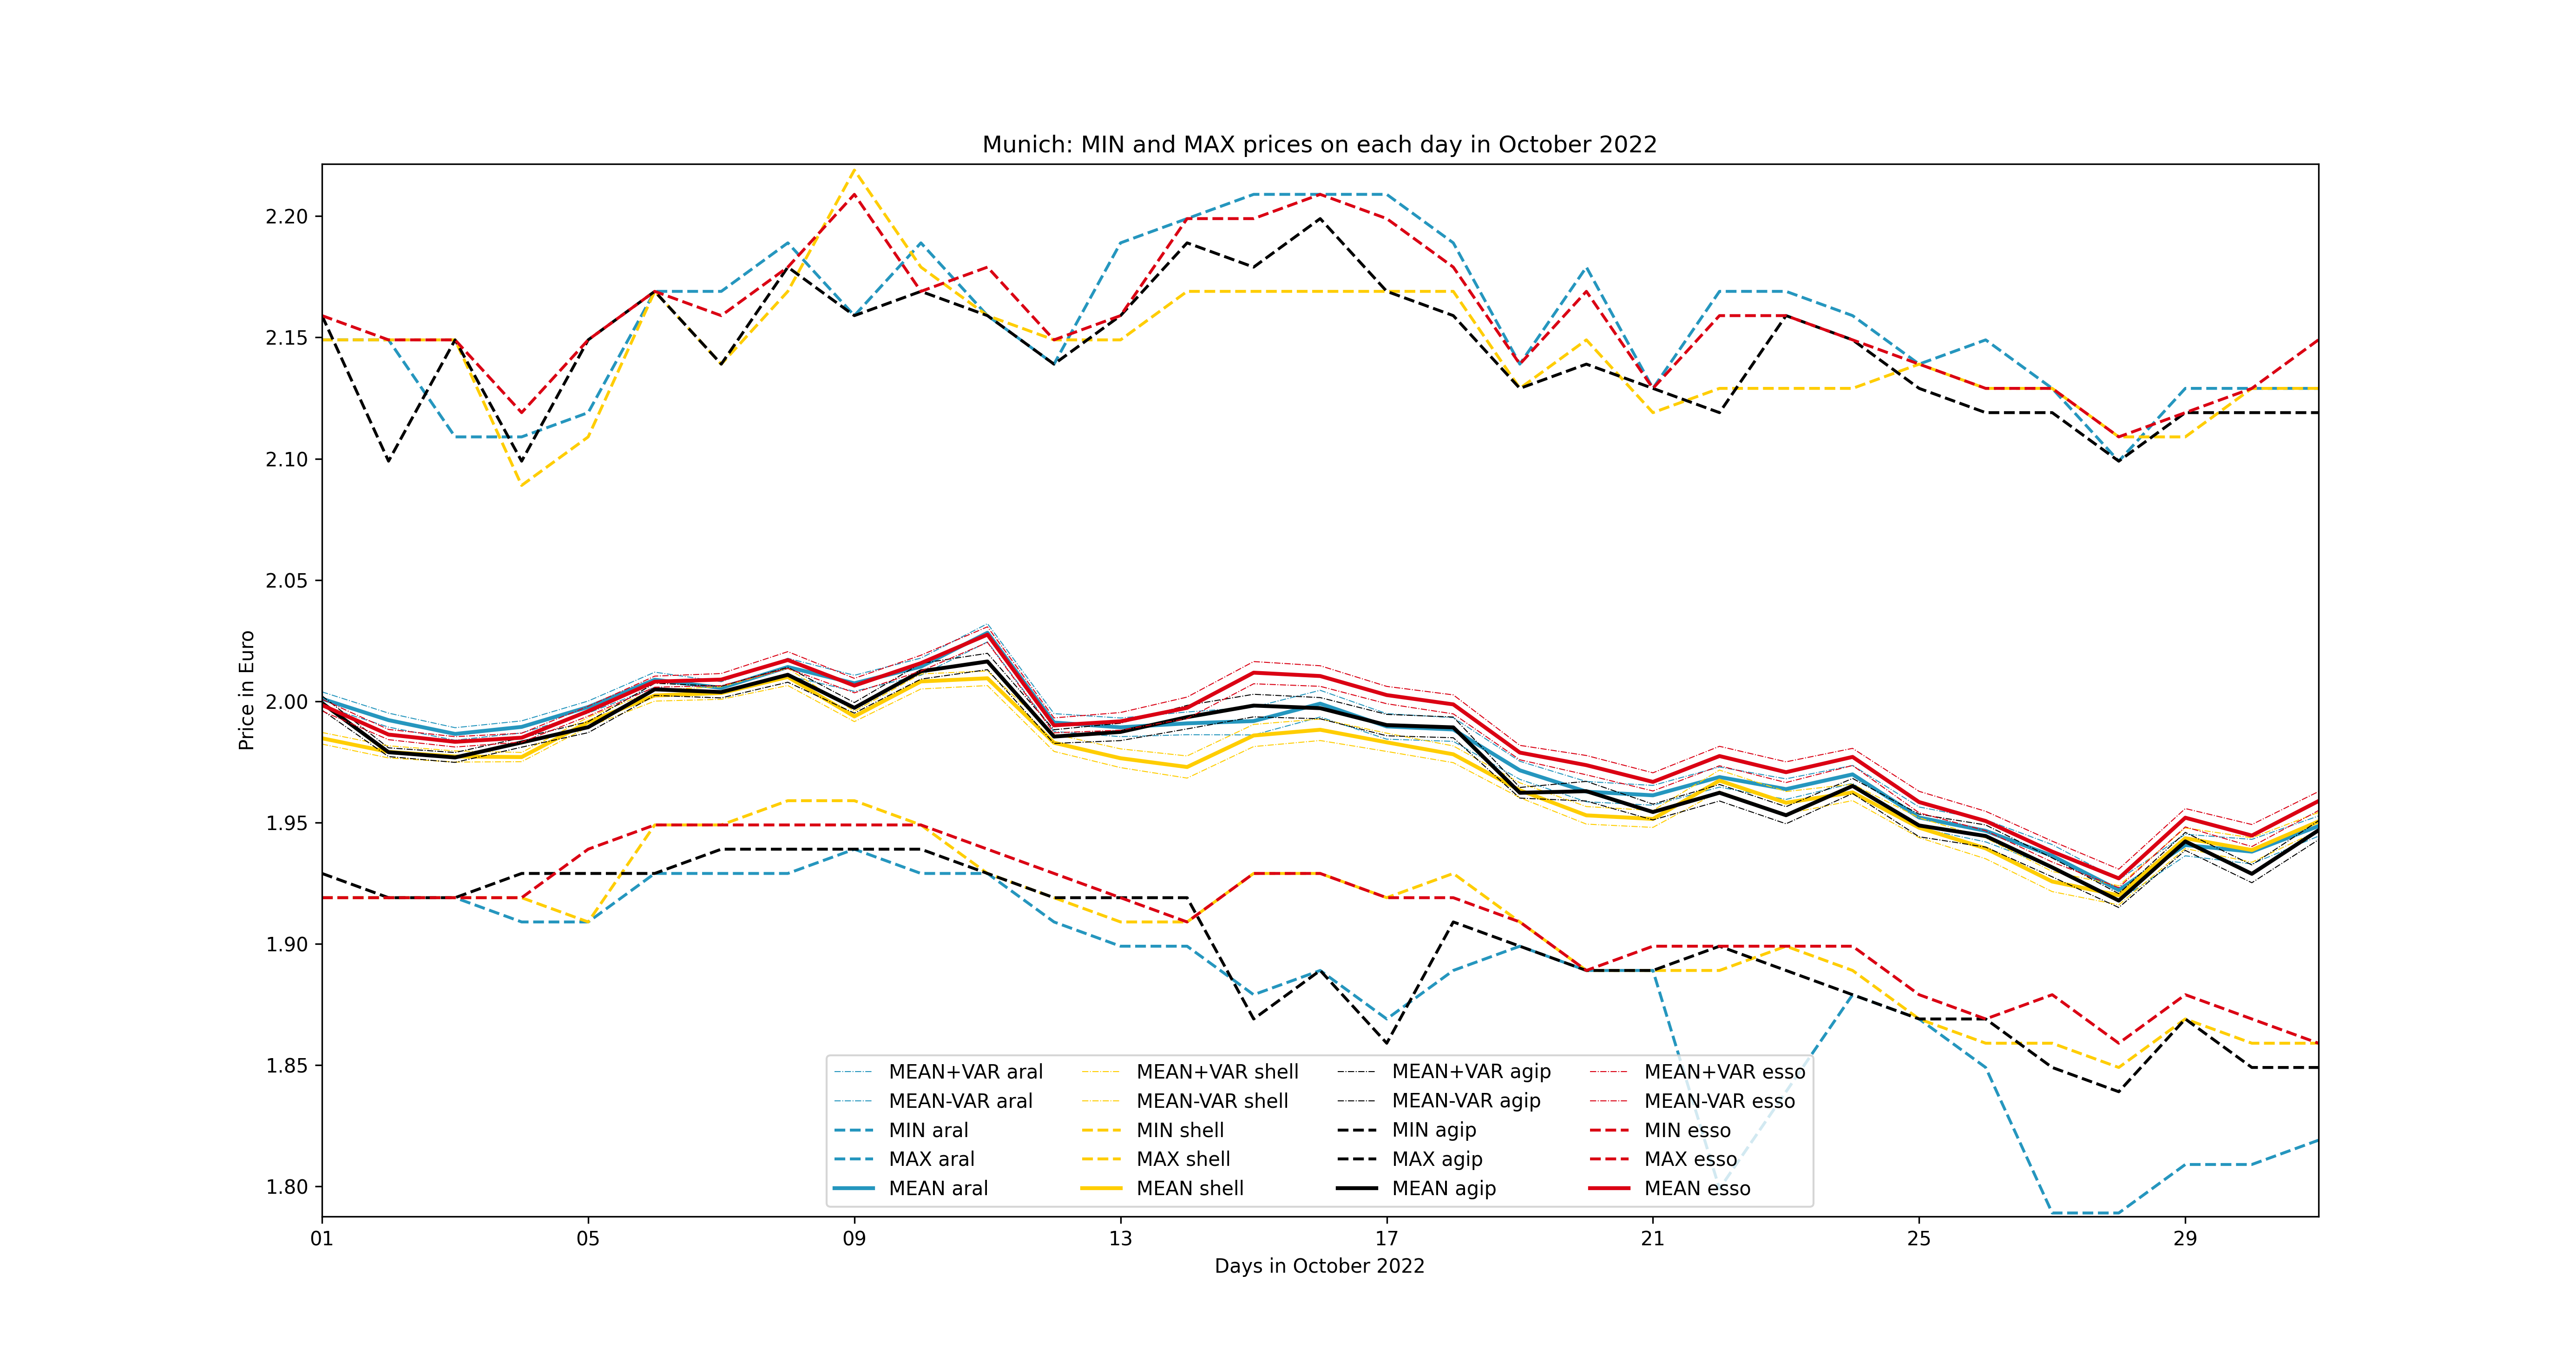 Munich: MIN and MAX prices on each day in October 2022
Price in Euro
2.20
2.15
2.10
2.05
2.00
1.95
1.90
1.85
1.80
MEAN+VAR aral MEAN+VAR shell MEAN+VAR agip MEAN+VAR esso
MEAN-VAR aral MEAN-VAR shell MEAN-VAR agip MEAN-VAR esso
MIN aral MIN shell MIN agip MIN esso
MAX aral MAX shell MAX agip MAX esso
MEAN aral MEAN shell MEAN agip MEAN esso
01 05 09 13 17 21 25 29
Days in October 2022